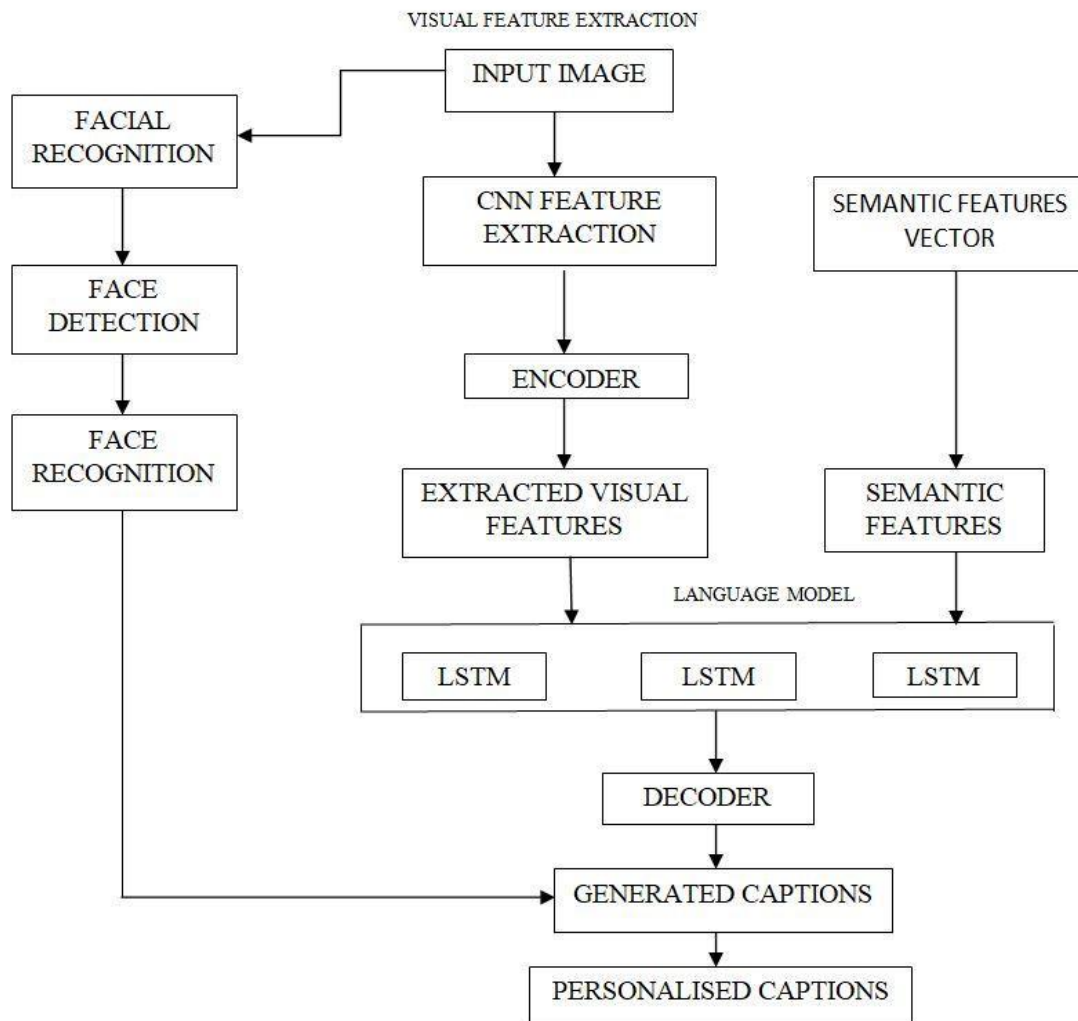 VISUAL FEATURE EXTRACTION
INPUT IMAGE
FACIAL
RECOGNITION
CNN FEATURE
EXTRACTION
SEMANTIC FEATURES
VECTOR
FACE
DETECTION
ENCODER
FACE
RECOGNITION
EXTRACTED VISUAL
FEATURES
SEMANTIC
FEATURES
LANGUAGE MODEL
LSTM
LSTM
LSTM
DECODER
GENERATED CAPTIONS
PERSONALISED CAPTIONS